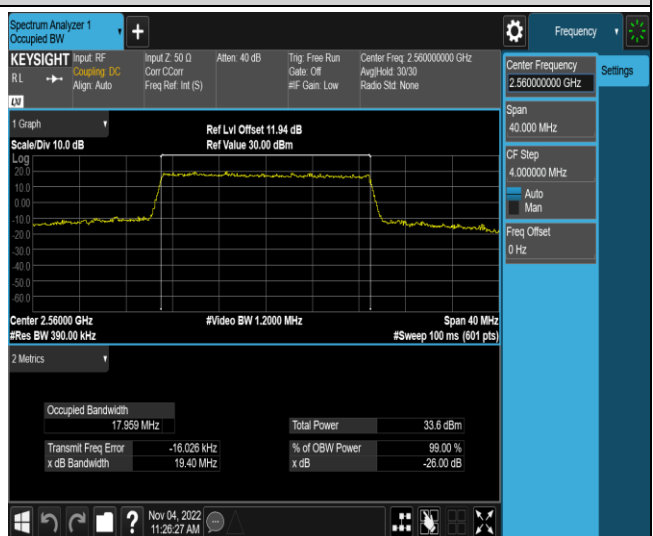 Spectrum Analyzer 1
Occupied BW
+
Frequency
KEYSIGHT
RL
LXI
Input: RF
Coupling: DC
Align: Auto
Input Z: 50 Ω
Corr CCorr
Freq Ref: Int (S)
Atten: 40 dB
Trig: Free Run
Gate: Off
#IF Gain: Low
Center Freq: 2.560000000 GHz
Avg|Hold: 30/30
Radio Std: None
Center Frequency
2.560000000 GHz
Settings
Span
40.000 MHz
CF Step
4.000000 MHz
Auto
Man
Freq Offset
0 Hz
1 Graph
Scale/Div 10.0 dB
Ref Lvl Offset 11.94 dB
Ref Value 30.00 dBm
Log
20.0
10.0
0.00
-10.0
-20.0
-30.0
-40.0
-50.0
-60.0
Center 2.56000 GHz
#Res BW 390.00 kHz
#Video BW 1.2000 MHz
Span 40 MHz
#Sweep 100 ms (601 pts)
2 Metrics
Occupied Bandwidth
17.959 MHz
Total Power 33.6 dBm
Transmit Freq Error -16.026 kHz
% of OBW Power 99.00 %
x dB Bandwidth 19.40 MHz
x dB -26.00 dB
?
Nov 04, 2022
11:26:27 AM